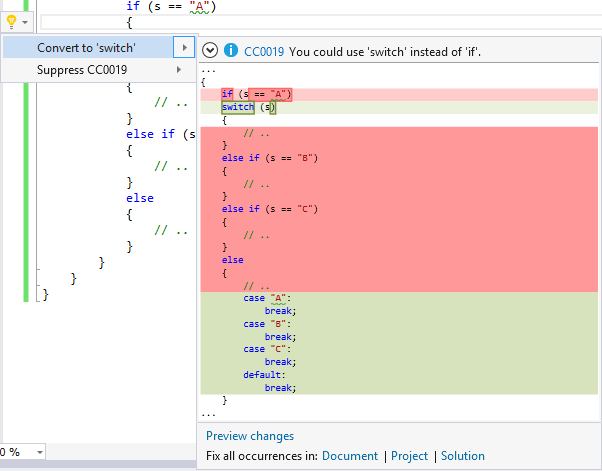 if (s == "A")
{
Convert to 'switch'
Suppress CC0019
{
// ..
}
else if (s
{
// ..
}
else
{
// ..
}
}
}
}
0 %
CC0019 You could use 'switch' instead of 'if'.
...
{
if (s == "A")
switch (s)
{
// ..
}
else if (s == "B")
{
// ..
}
else if (s == "C")
{
// ..
}
else
{
// ..
case "A":
break;
case "B":
break;
case "C":
break;
default:
break;
}
...
Preview changes
Fix all occurrences in: Document | Project | Solution